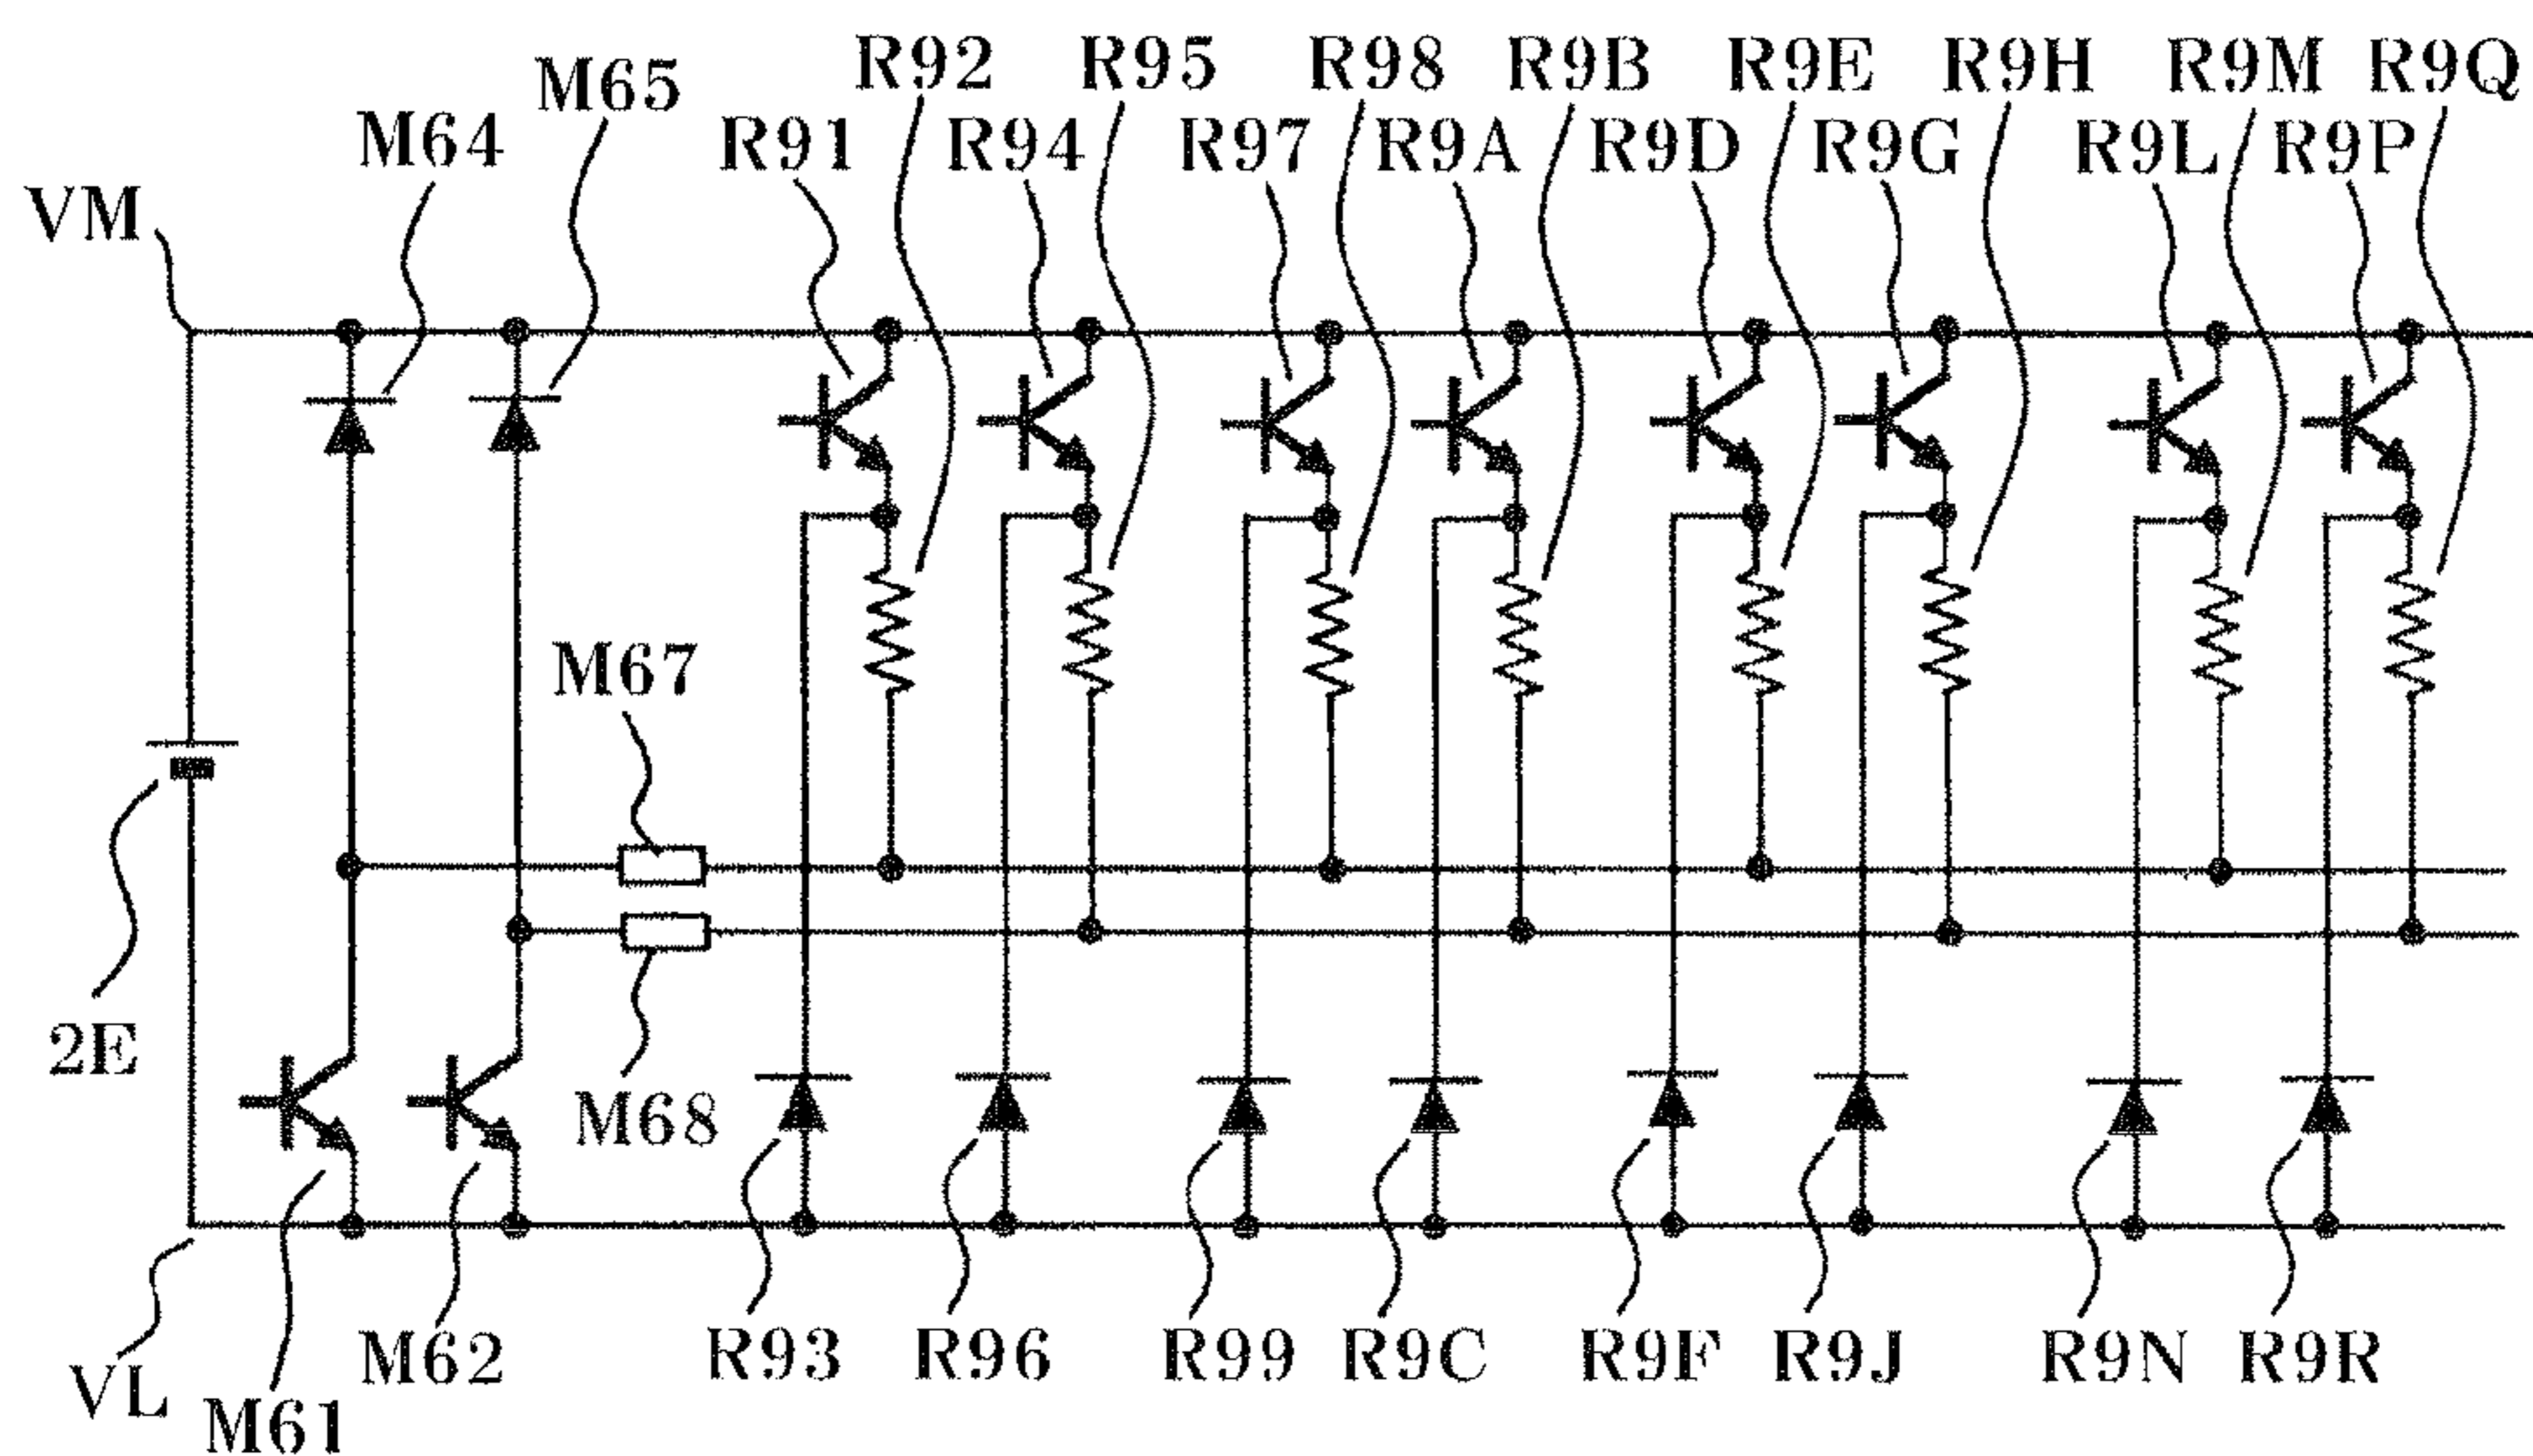 R92 R95 R98 R9B R9E R9H R9M R9Q
M65
M64 R91 R94 R97 R9A R9D R9G R9L R9P
VM
M67
2E
M68
M62 R93 R96 R99 R9C R9F R9J R9N R9R
VL
M61